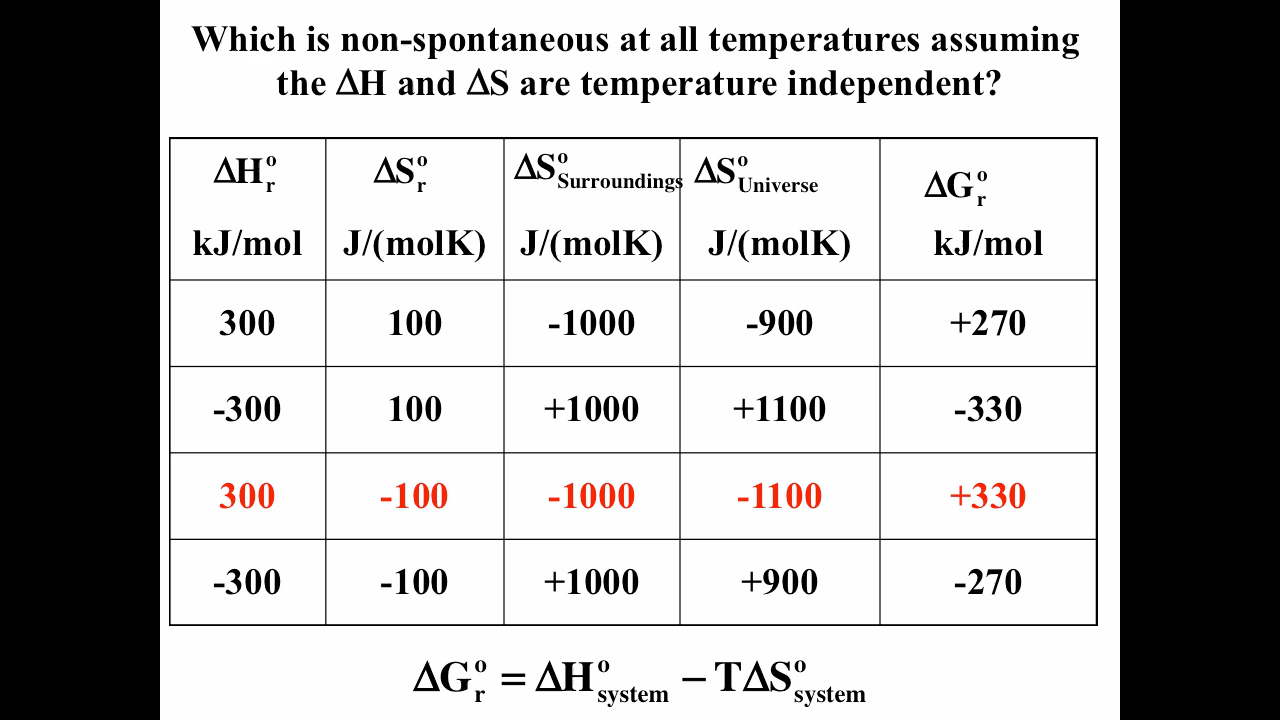 Which is non-spontaneous at all temperatures assuming
the ΔH and ΔS are temperature independent?
ΔH°r ΔS°r ΔS°Surroundings ΔS°Universe ΔG°r
kJ/mol J/(molK) J/(molK) J/(molK) kJ/mol
300 100 -1000 -900 +270
-300 100 +1000 +1100 -330
300 -100 -1000 -1100 +330
-300 -100 +1000 +900 -270
ΔG°r = ΔH°system − TΔS°system